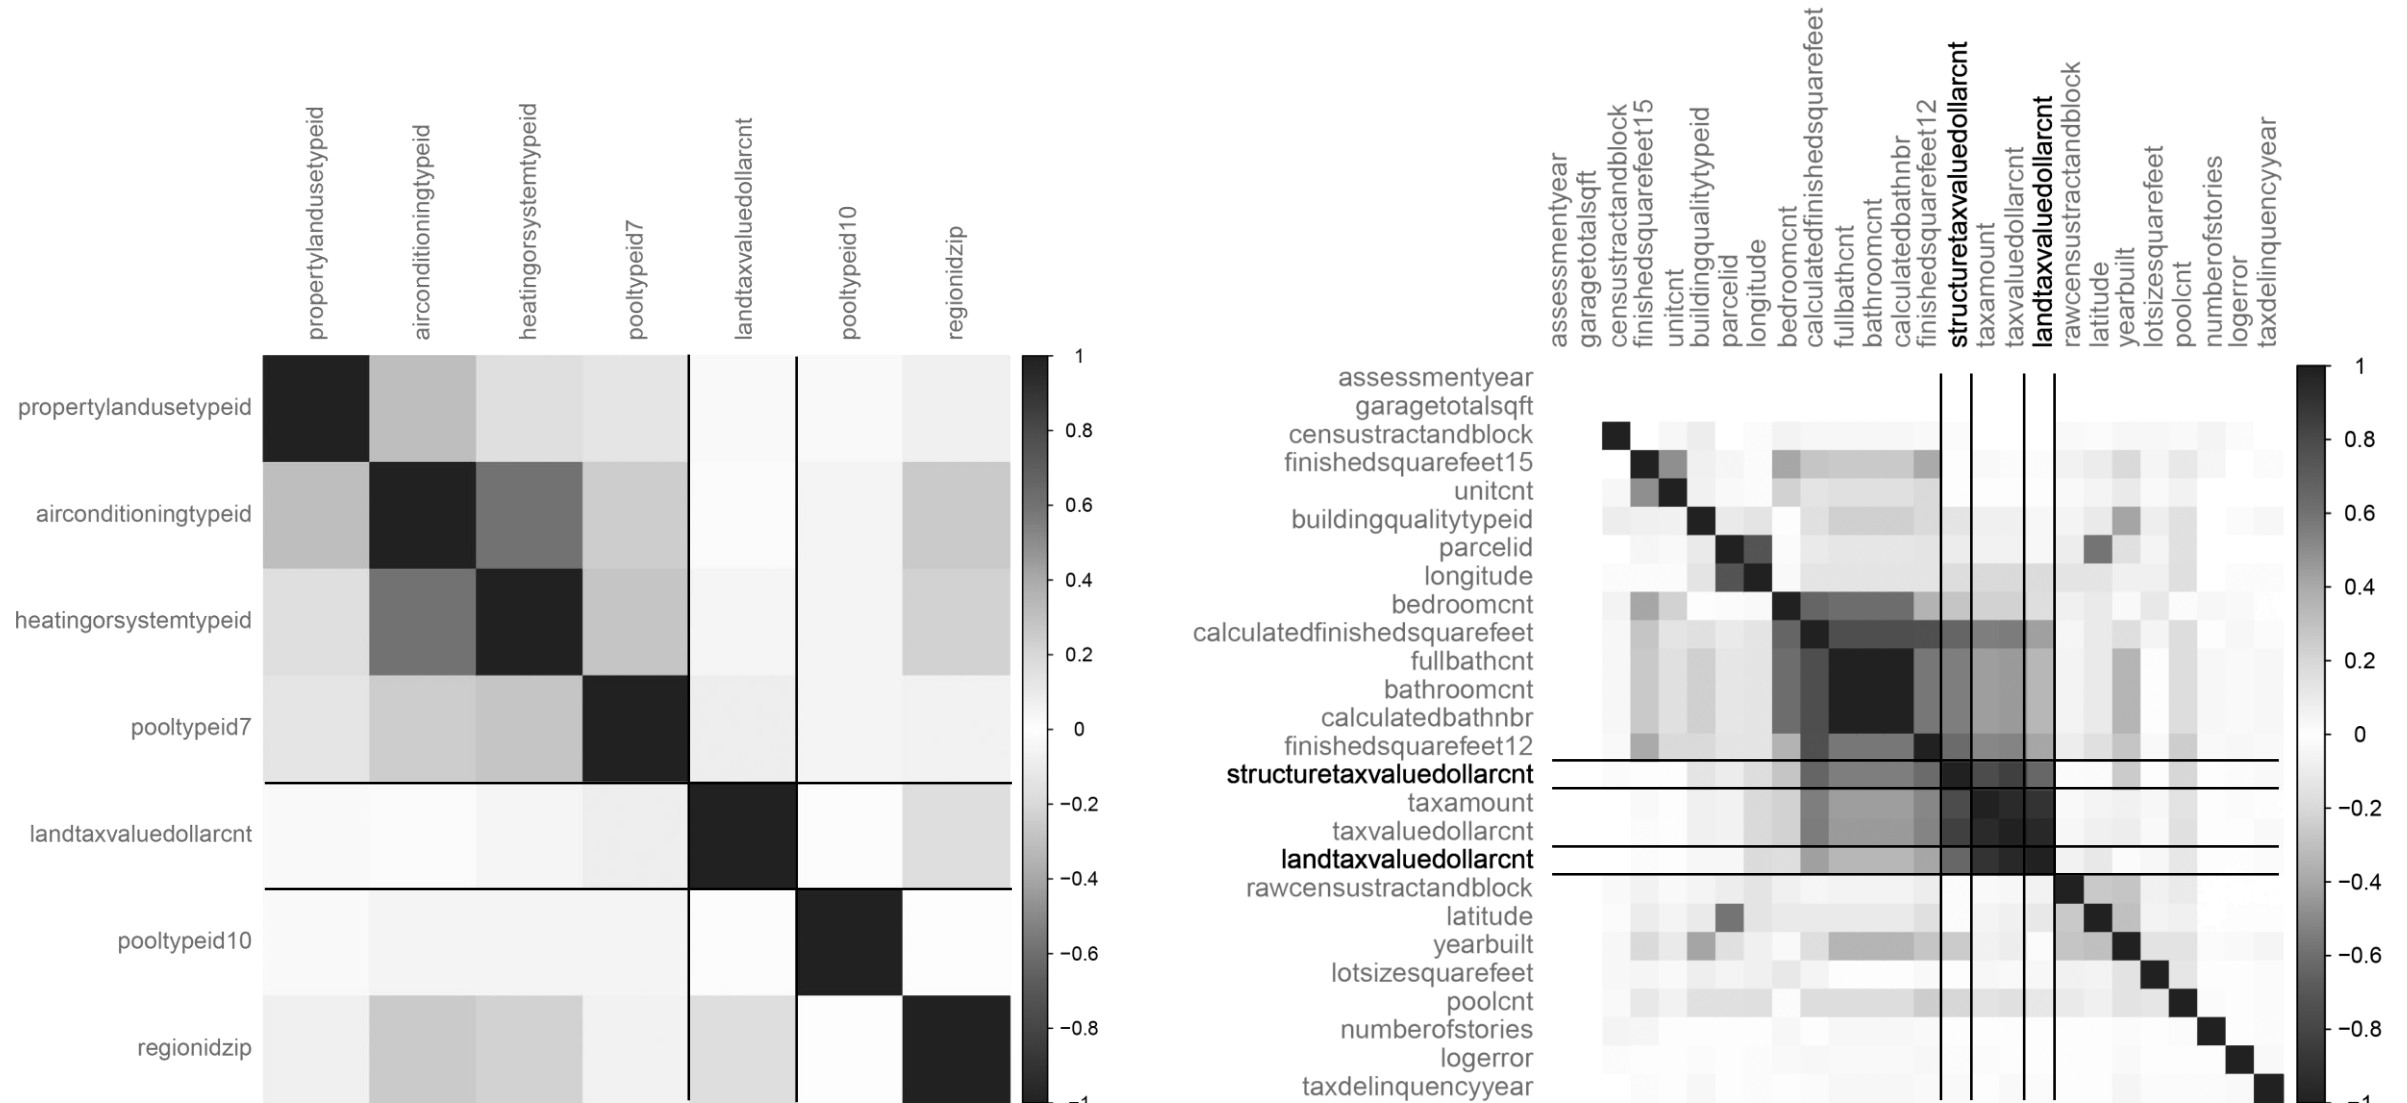 propertylandusetypeid
airconditioningtypeid
heatingorsystemtypeid
pooltypeid7
landtaxvaluedollarcnt
pooltypeid10
regionidzip
propertylandusetypeid
airconditioningtypeid
heatingorsystemtypeid
pooltypeid7
landtaxvaluedollarcnt
pooltypeid10
regionidzip
1
0.8
0.6
0.4
0.2
0
−0.2
−0.4
−0.6
−0.8
−1
assessmentyear
garagetotalsqft
censustractandblock
finishedsquarefeet15
unitcnt
buildingqualitytypeid
parcelid
longitude
bedroomcnt
calculatedfinishedsquarefeet
fullbathcnt
bathroomcnt
calculatedbathnbr
finishedsquarefeet12
structuretaxvaluedollarcnt
taxamount
taxvaluedollarcnt
landtaxvaluedollarcnt
rawcensustractandblock
latitude
yearbuilt
lotsizesquarefeet
poolcnt
numberofstories
logerror
taxdelinquencyyear
assessmentyear
garagetotalsqft
censustractandblock
finishedsquarefeet15
unitcnt
buildingqualitytypeid
parcelid
longitude
bedroomcnt
calculatedfinishedsquarefeet
fullbathcnt
bathroomcnt
calculatedbathnbr
finishedsquarefeet12
structuretaxvaluedollarcnt
taxamount
taxvaluedollarcnt
landtaxvaluedollarcnt
rawcensustractandblock
latitude
yearbuilt
lotsizesquarefeet
poolcnt
numberofstories
logerror
taxdelinquencyyear
1
0.8
0.6
0.4
0.2
0
−0.2
−0.4
−0.6
−0.8
−1